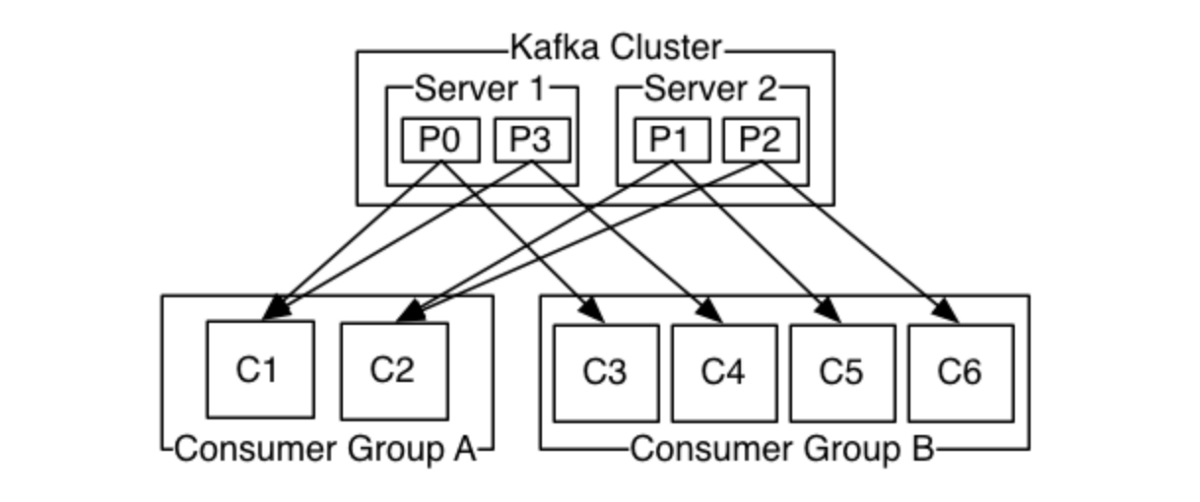 Kafka Cluster
Server 1
Server 2
P0
P3
P1
P2
C1
C2
C3
C4
C5
C6
Consumer Group A
Consumer Group B